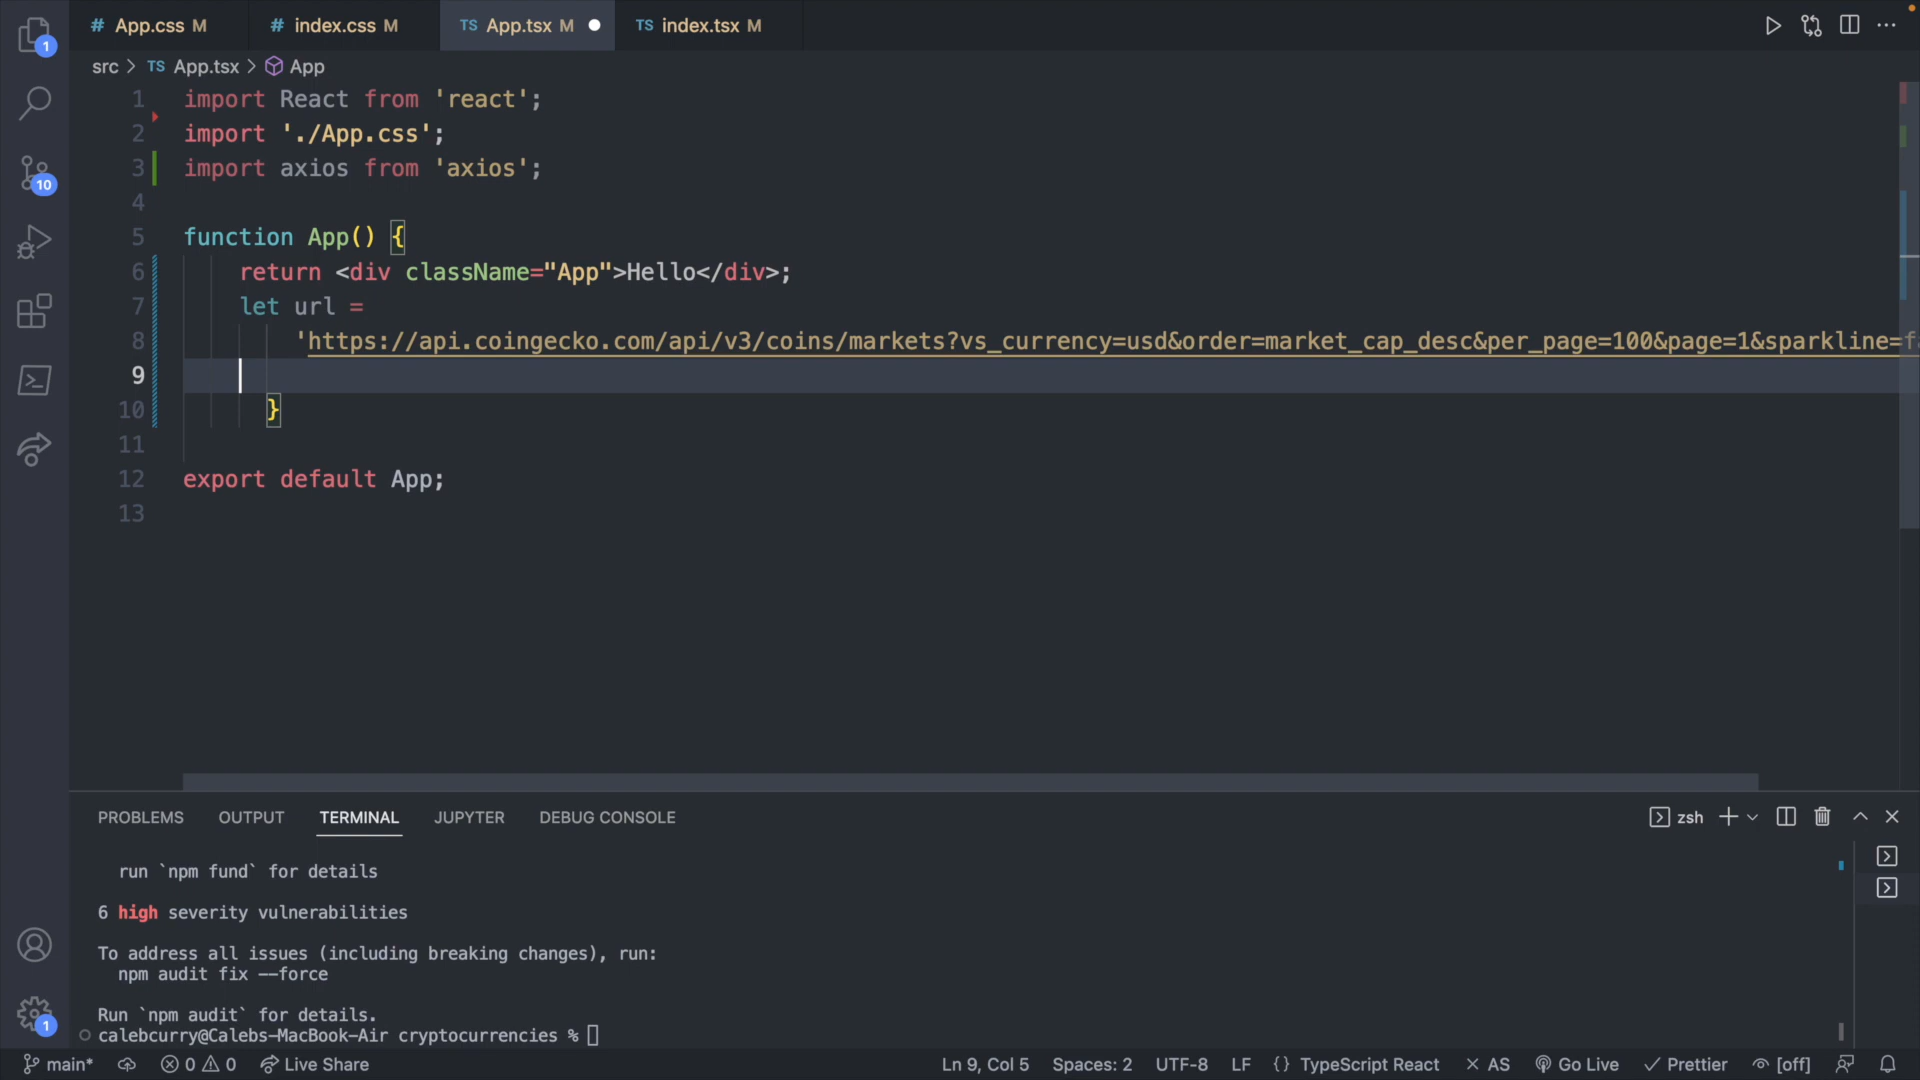 1
10
1
# App.css M
# index.css M
TS App.tsx M
TS index.tsx M
src > TS App.tsx > App
1 import React from 'react';
2 import './App.css';
3 import axios from 'axios';
4
5 function App() {
6 return <div className="App">Hello</div>;
7 let url =
8 'https://api.coingecko.com/api/v3/coins/markets?vs_currency=usd&order=market_cap_desc&per_page=100&page=1&sparkline=f
9
10 }
11
12 export default App;
13
PROBLEMS OUTPUT TERMINAL JUPYTER DEBUG CONSOLE
zsh
run `npm fund` for details
6 high severity vulnerabilities
To address all issues (including breaking changes), run:
npm audit fix --force
Run `npm audit` for details.
calebcurry@Calebs-MacBook-Air cryptocurrencies %
main* 0 0 Live Share Ln 9, Col 5 Spaces: 2 UTF-8 LF {} TypeScript React AS Go Live Prettier [off]